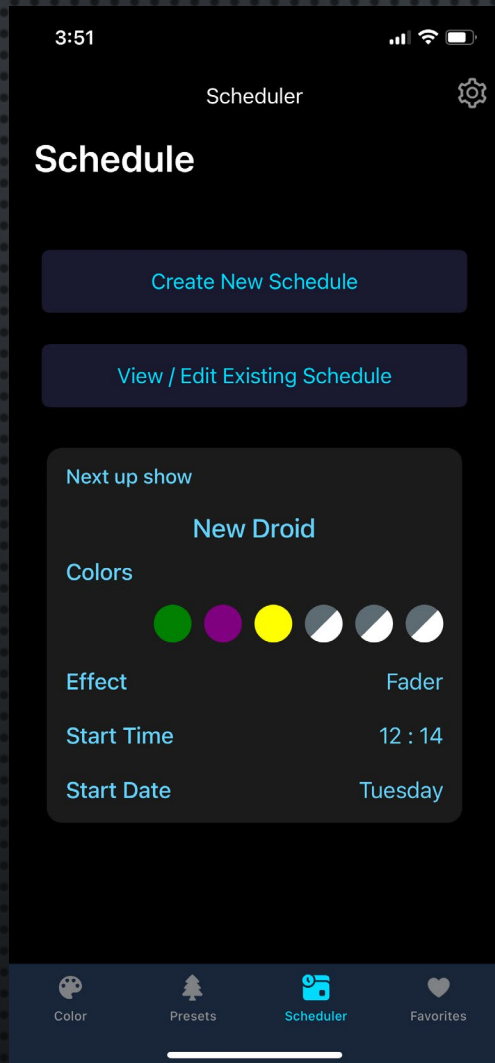 3:51
Scheduler
Schedule
Create New Schedule
View / Edit Existing Schedule
Next up show
New Droid
Colors
Effect Fader
Start Time 12 : 14
Start Date Tuesday
Color Presets Scheduler Favorites